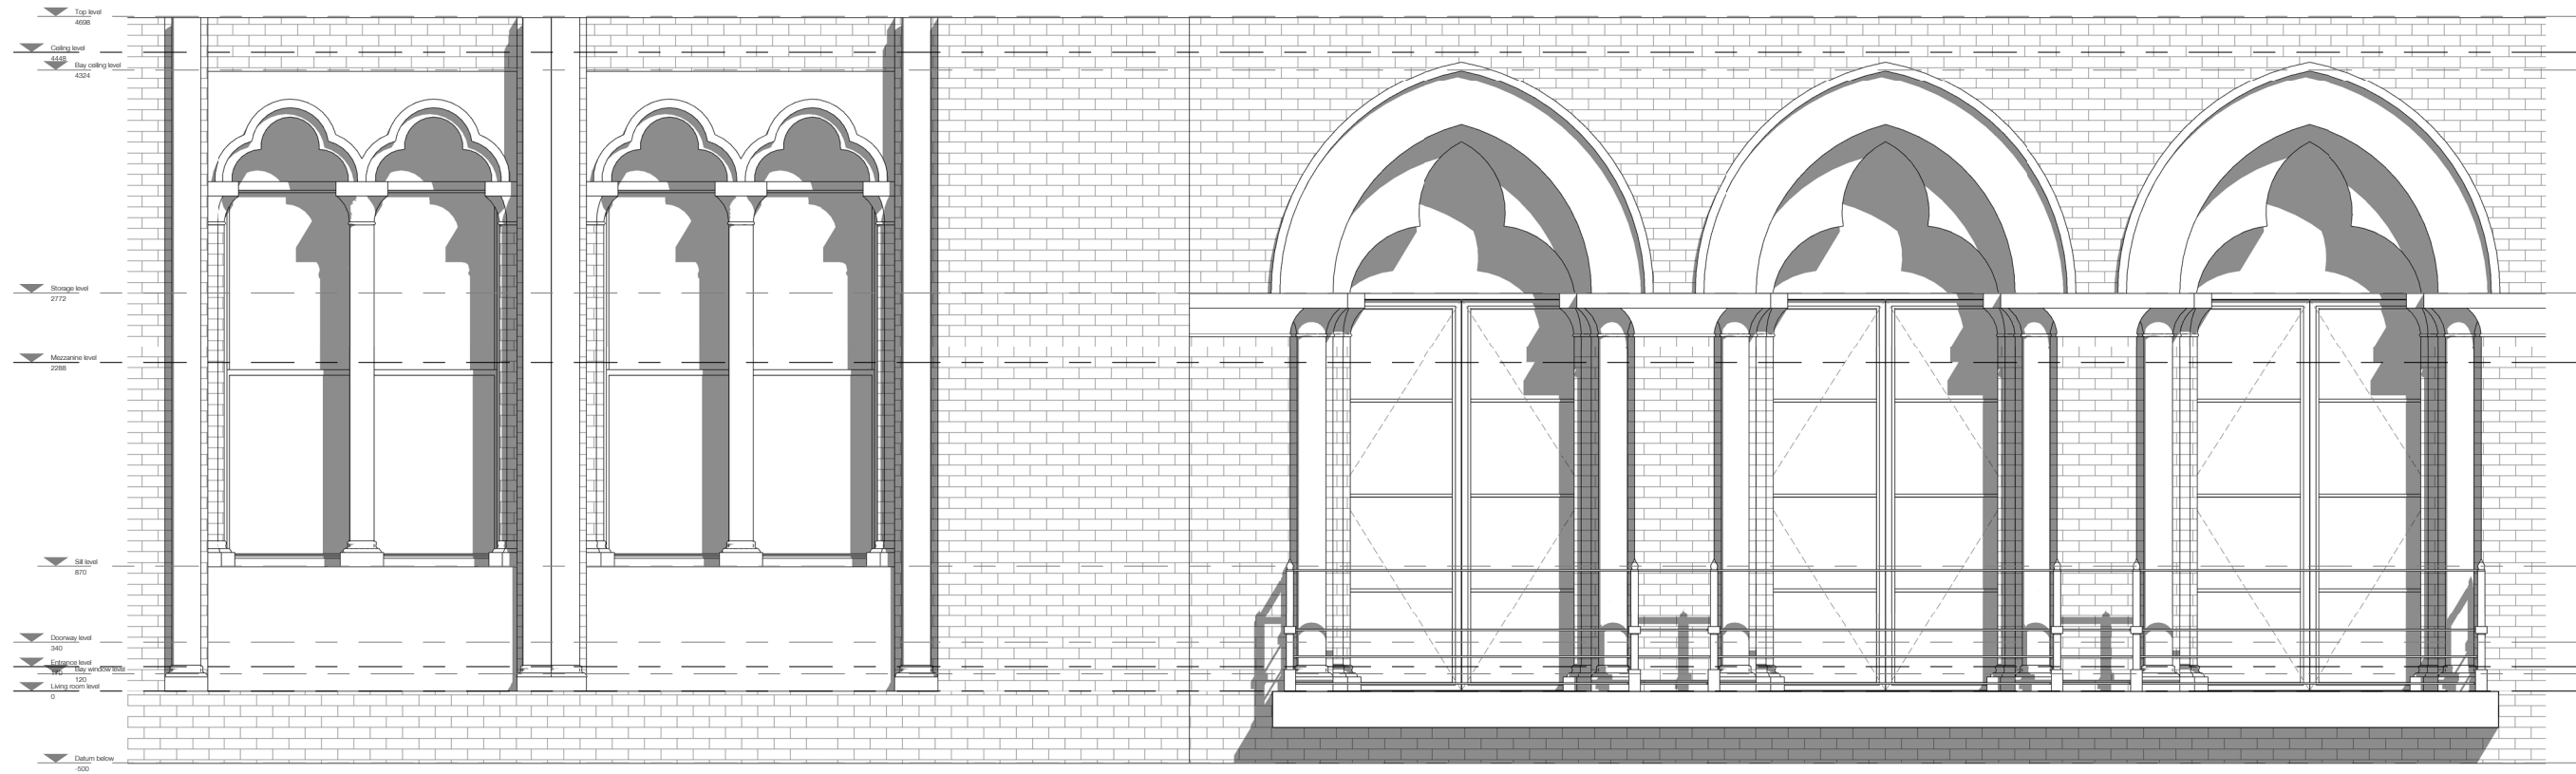 Top level
4698
Ceiling level
4448
Bay ceiling level
4324
Storage level
2772
Mezzanine level
2288
Sill level
870
Doorway level
340
Entrance level
Bay window level
120
Living room level
0
Datum below
-500